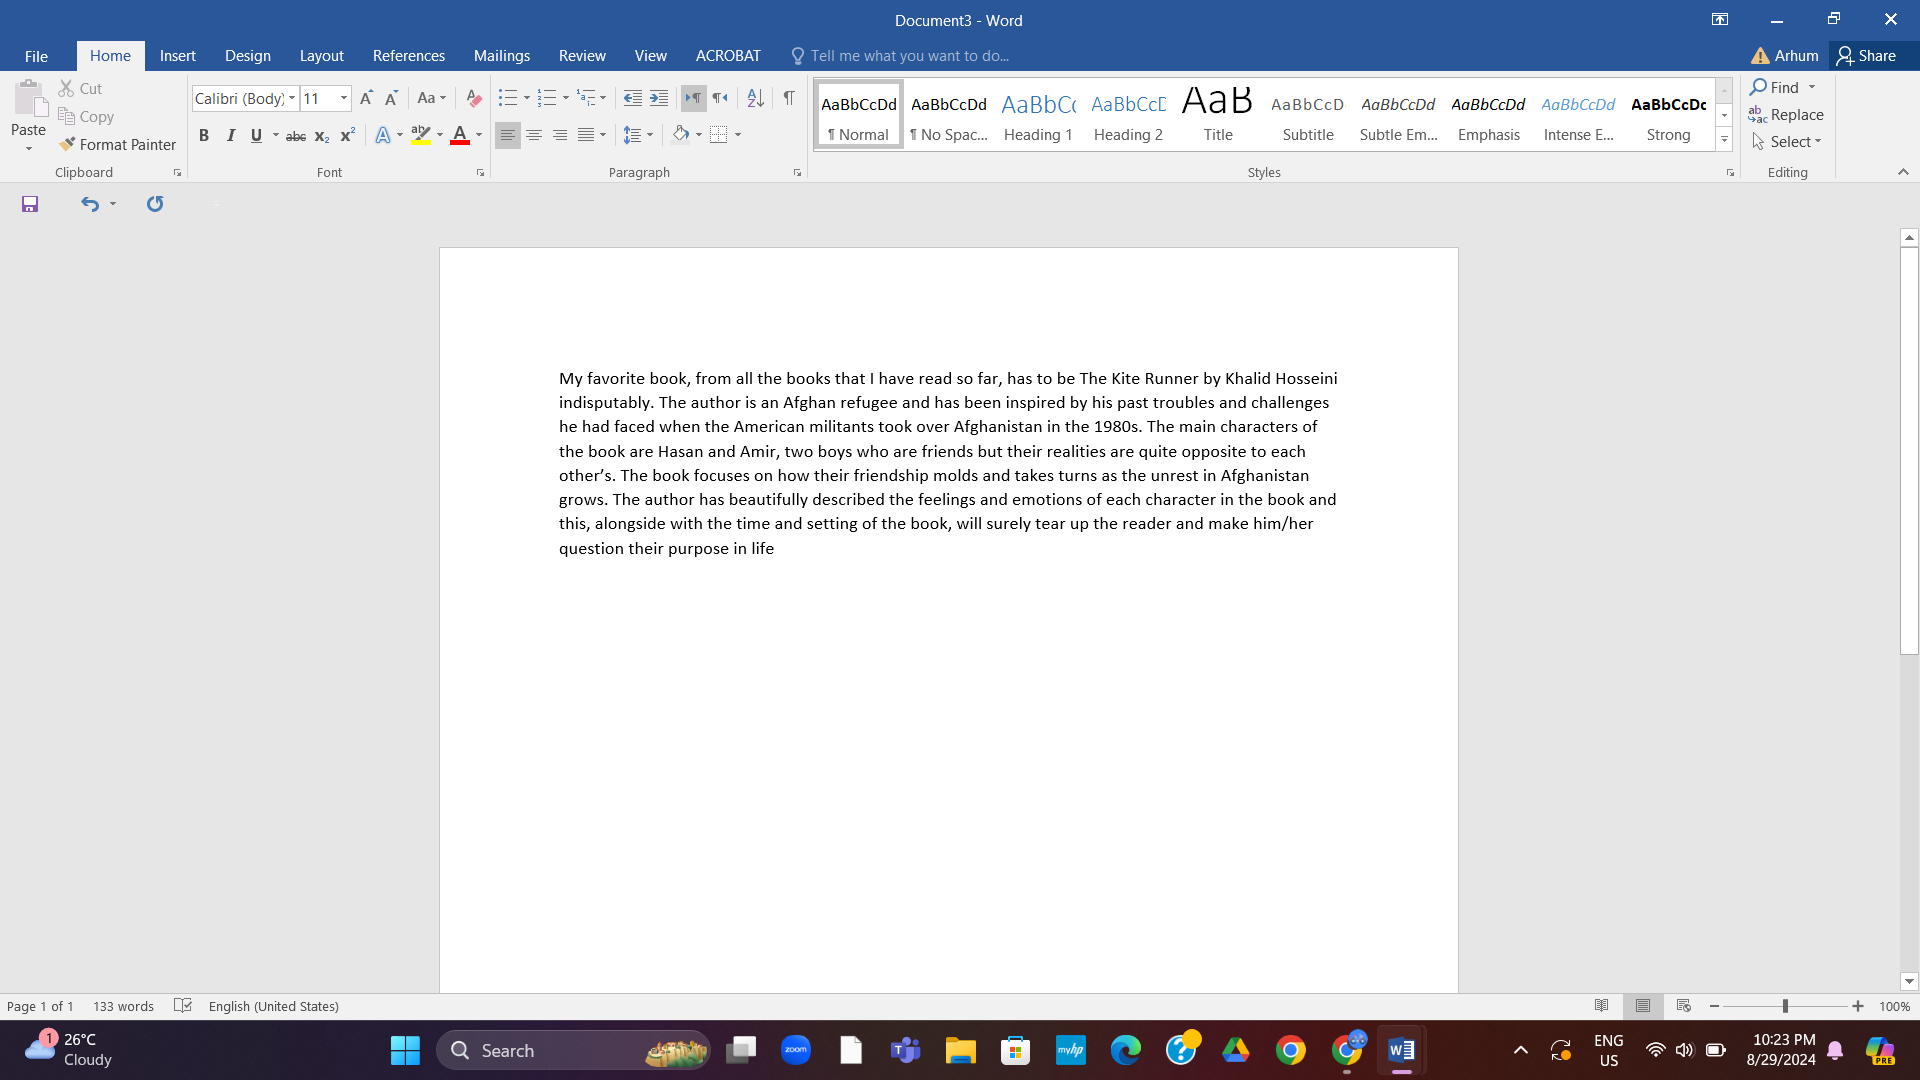 Document3 - Word
File Home Insert Design Layout References Mailings Review View ACROBAT Tell me what you want to do... Arhum Share
Paste
Cut
Copy
Format Painter
Clipboard
Calibri (Body) 11
Aa
B I U abc x₂ x² A ab A
Font
Paragraph
AaBbCcDd AaBbCcDd AaBbCc AaBbCcD AaB AaBbCcD AaBbCcDd AaBbCcDd AaBbCcDd AaBbCcDc
¶ Normal ¶ No Spac... Heading 1 Heading 2 Title Subtitle Subtle Em... Emphasis Intense E... Strong
Styles
Find
Replace
Select
Editing
My favorite book, from all the books that I have read so far, has to be The Kite Runner by Khalid Hosseini
indisputably. The author is an Afghan refugee and has been inspired by his past troubles and challenges
he had faced when the American militants took over Afghanistan in the 1980s. The main characters of
the book are Hasan and Amir, two boys who are friends but their realities are quite opposite to each
other’s. The book focuses on how their friendship molds and takes turns as the unrest in Afghanistan
grows. The author has beautifully described the feelings and emotions of each character in the book and
this, alongside with the time and setting of the book, will surely tear up the reader and make him/her
question their purpose in life
Page 1 of 1 133 words English (United States) 100%
1
26°C
Cloudy
Search
zoom
myhp
ENG
US
10:23 PM
8/29/2024
PRE